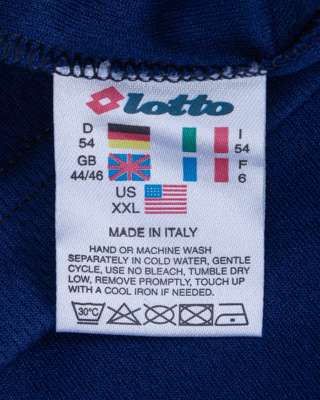 lotto
D I
54 54
GB F
44/46 6
US
XXL
MADE IN ITALY
HAND OR MACHINE WASH
SEPARATELY IN COLD WATER, GENTLE
CYCLE, USE NO BLEACH, TUMBLE DRY
LOW, REMOVE PROMPTLY, TOUCH UP
WITH A COOL IRON IF NEEDED.
30°C